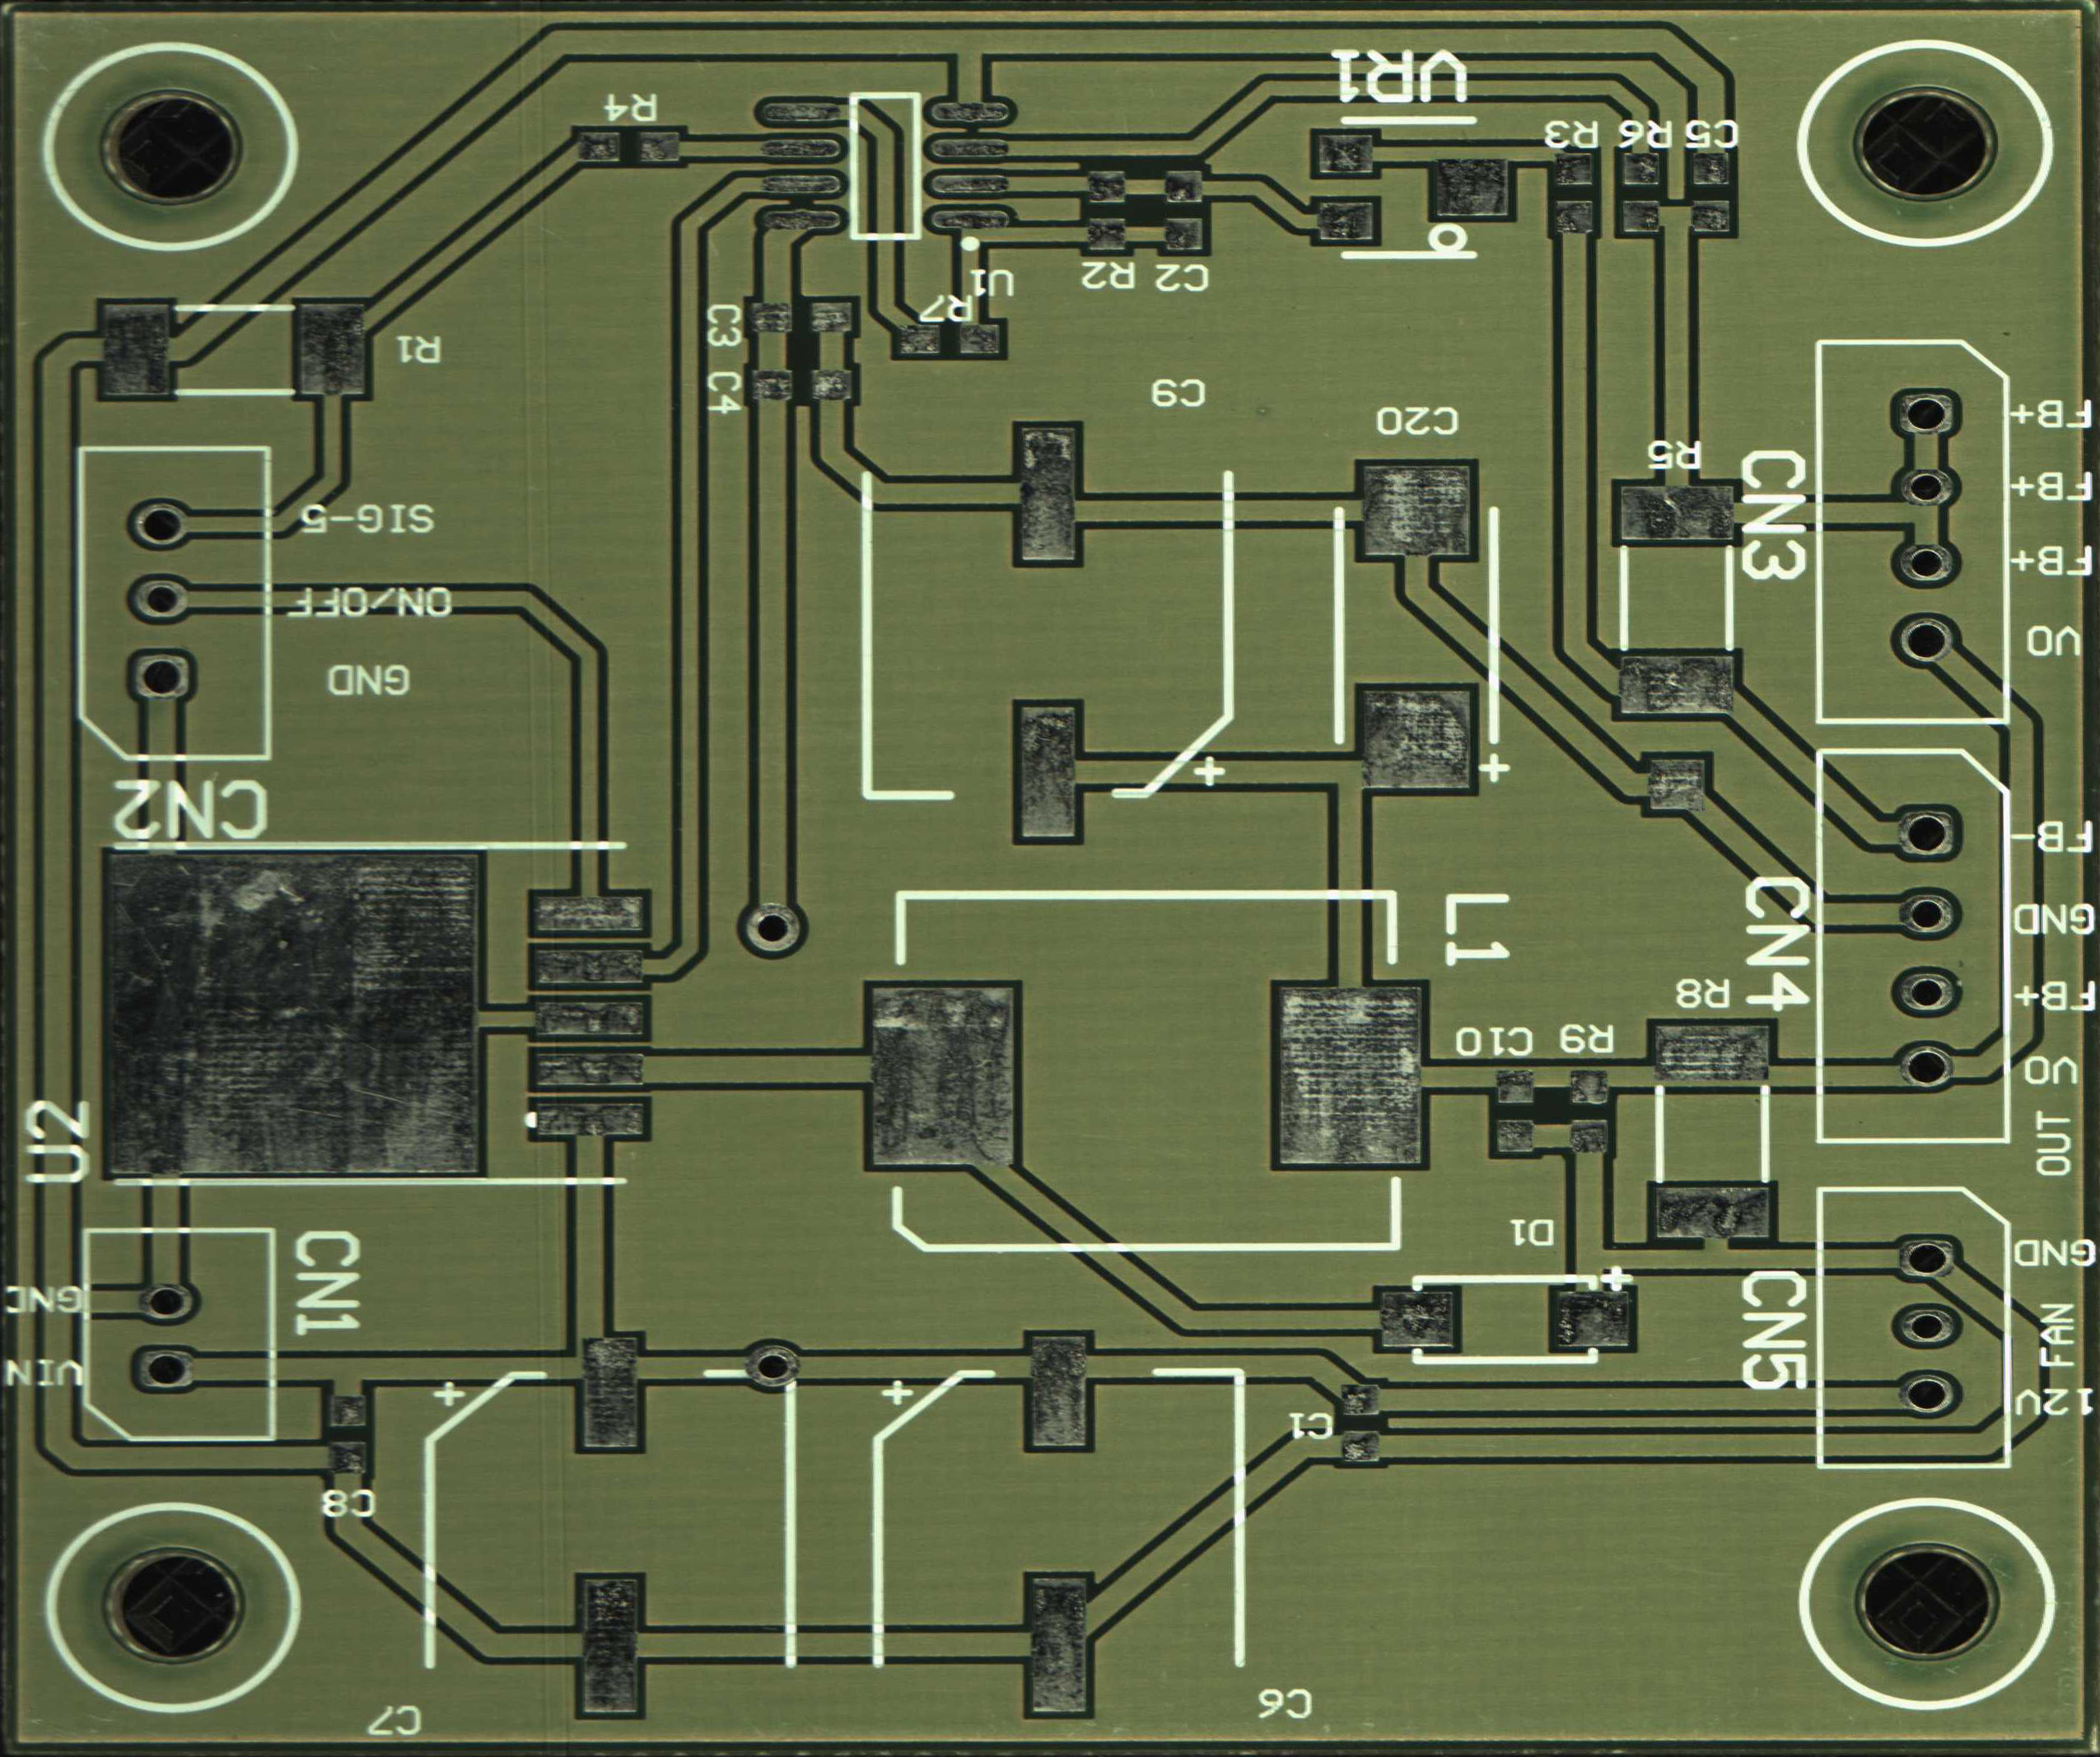 VR1
R4
R3
R6
C5
U1
R2
C2
R7
C3
R1
C4
C9
C20
R5
CN3
FB+
FB+
FB+
VO
SIG-5
ON/OFF
GND
+
+
CN2
FB-
GND
FB+
VO
CN4
L1
R8
C10
R9
U2
OUT
D1
GND
CN1
GND
VIN
+
CN5
FAN
12V
+
+
C1
C8
C7
C6